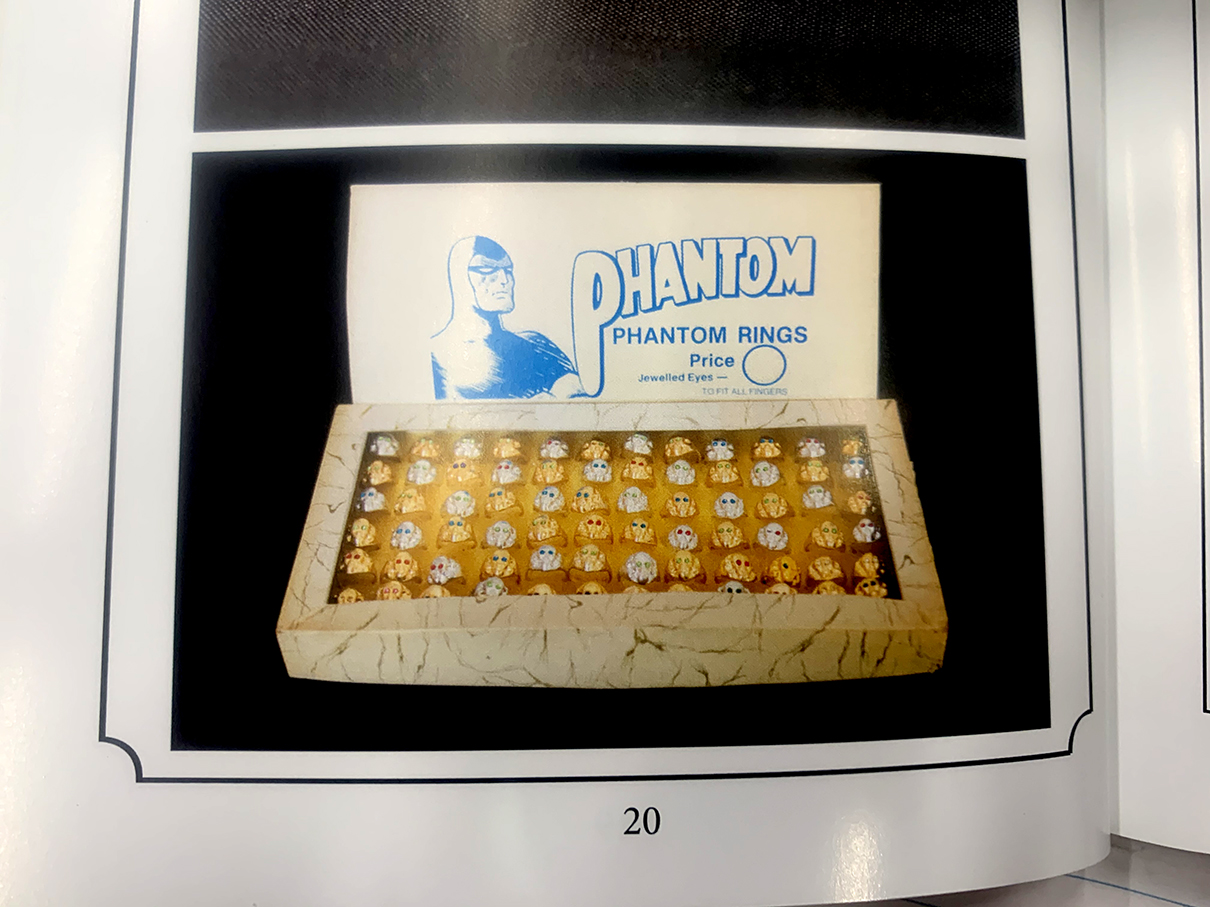 PHANTOM
PHANTOM RINGS
Price
Jewelled Eyes —
TO FIT ALL FINGERS
20